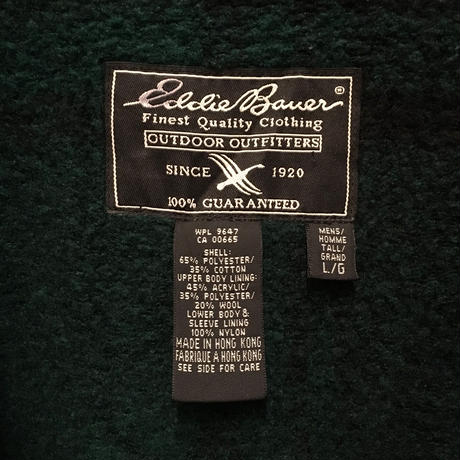 Eddie Bauer®
Finest Quality Clothing
OUTDOOR OUTFITTERS
SINCE 1920
100% GUARANTEED
WPL 9647
CA 00665
SHELL:
65% POLYESTER/
35% COTTON
UPPER BODY LINING:
45% ACRYLIC/
35% POLYESTER/
20% WOOL
LOWER BODY &
SLEEVE LINING
100% NYLON
MADE IN HONG KONG
FABRIQUE A HONG KONG
SEE SIDE FOR CARE
MENS/
HOMME
TALL/
GRAND
L/G